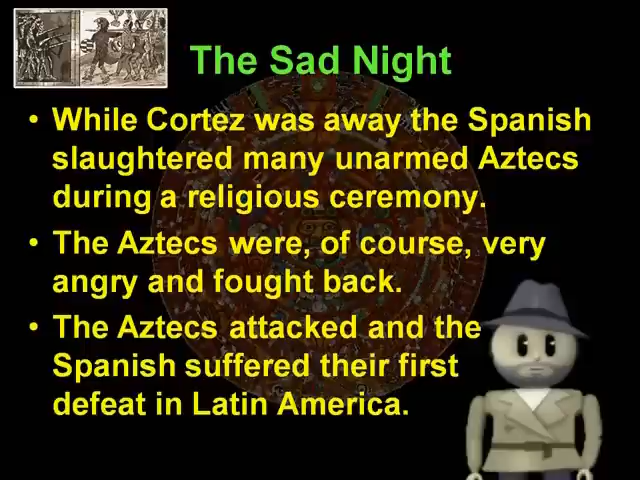 The Sad Night
• While Cortez was away the Spanish
slaughtered many unarmed Aztecs
during a religious ceremony.
• The Aztecs were, of course, very
angry and fought back.
• The Aztecs attacked and the
Spanish suffered their first
defeat in Latin America.